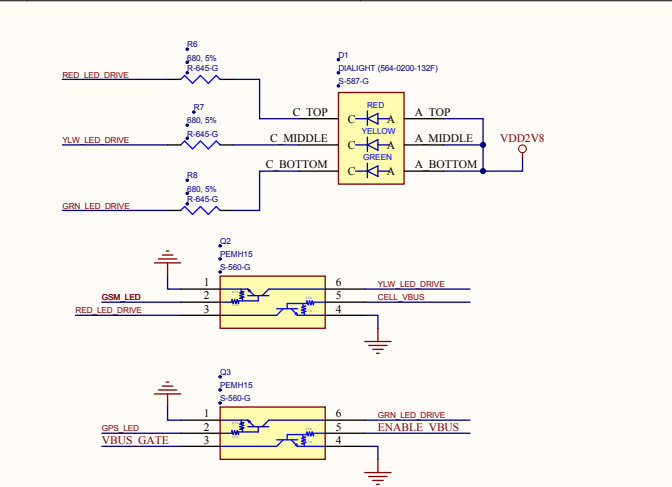 R6
680, 5%
R-645-G
RED_LED_DRIVE
D1
DIALIGHT (564-0200-132F)
S-587-G
R7
680, 5%
R-645-G
YLW_LED_DRIVE
C_TOP
RED
C A
A_TOP
C_MIDDLE
YELLOW
C A
A_MIDDLE
VDD2V8
C_BOTTOM
GREEN
C A
A_BOTTOM
R8
680, 5%
R-645-G
GRN_LED_DRIVE
Q2
PEMH15
S-560-G
1 6 YLW_LED_DRIVE
GSM_LED 2 5 CELL_VBUS
RED_LED_DRIVE 3 4
Q3
PEMH15
S-560-G
1 6 GRN_LED_DRIVE
GPS_LED 2 5 ENABLE_VBUS
VBUS_GATE 3 4